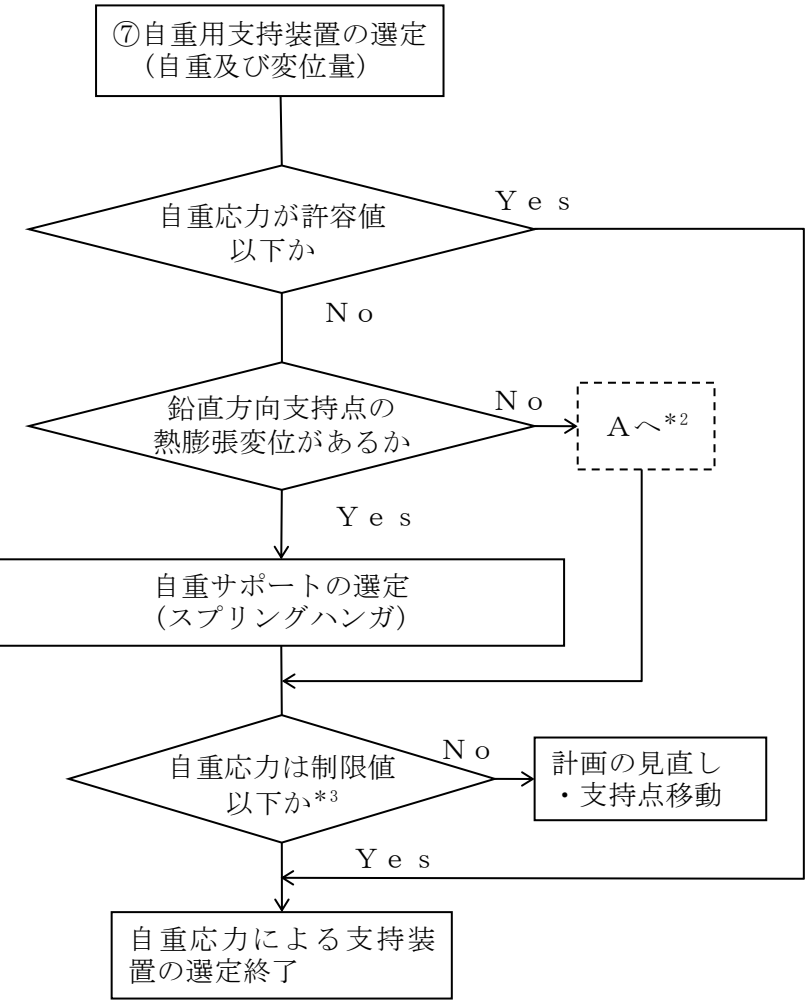 ⑦自重用支持装置の選定
（自重及び変位量）
自重応力が許容値
以下か
Ｙｅｓ
Ｎｏ
鉛直方向支持点の
熱膨張変位があるか
Ｎｏ
Ａへ*2
Ｙｅｓ
自重サポートの選定
（スプリングハンガ）
自重応力は制限値
以下か*3
Ｎｏ
計画の見直し
・支持点移動
Ｙｅｓ
自重応力による支持装
置の選定終了